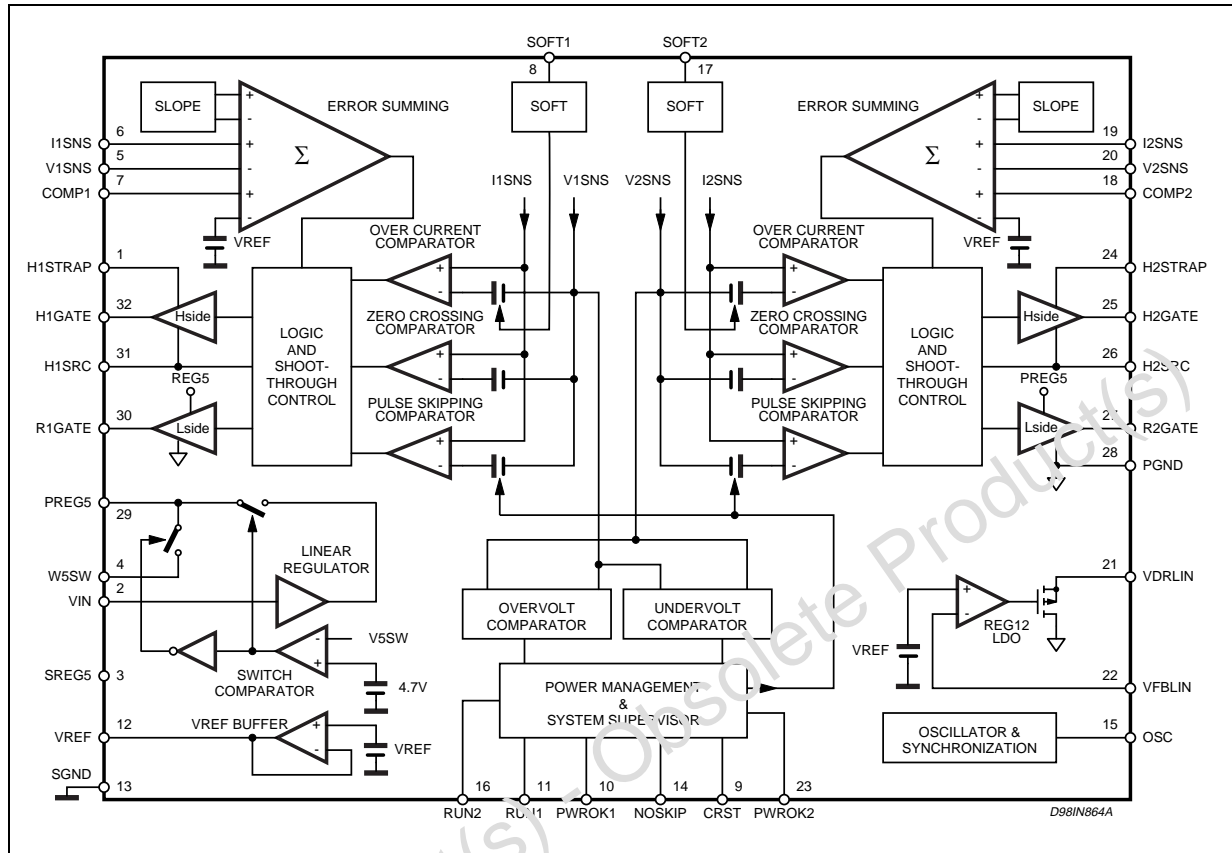 SOFT1
SOFT2
8
17
SLOPE
ERROR SUMMING
SOFT
SOFT
ERROR SUMMING
SLOPE
+
-
+
-
+
-
Σ
+
-
+
-
+
-
Σ
I1SNS
6
V1SNS
5
COMP1
7
19
I2SNS
20
V2SNS
18
COMP2
VREF
I1SNS
V1SNS
V2SNS
I2SNS
VREF
OVER CURRENT
COMPARATOR
OVER CURRENT
COMPARATOR
+
-
+
-
H1STRAP
1
24
H2STRAP
H1GATE
32
Hside
Hside
25
H2GATE
ZERO CROSSING
COMPARATOR
ZERO CROSSING
COMPARATOR
+
-
+
-
LOGIC
AND
SHOOT-
THROUGH
CONTROL
LOGIC
AND
SHOOT-
THROUGH
CONTROL
H1SRC
31
26
H2SRC
REG5
PREG5
PULSE SKIPPING
COMPARATOR
PULSE SKIPPING
COMPARATOR
+
-
+
-
R1GATE
30
Lside
Lside
27
R2GATE
28
PGND
PREG5
29
W5SW
4
VIN
2
LINEAR
REGULATOR
OVERVOLT
COMPARATOR
UNDERVOLT
COMPARATOR
+
-
REG12
LDO
21
VDRLIN
VREF
-
+
V5SW
SWITCH
COMPARATOR
4.7V
SREG5
3
POWER MANAGEMENT
&
SYSTEM SUPERVISOR
22
VFBLIN
VREF
12
VREF BUFFER
+
-
VREF
OSCILLATOR &
SYNCHRONIZATION
15
OSC
SGND
13
16
11
10
14
9
23
RUN2
RUN1
PWROK1
NOSKIP
CRST
PWROK2
D98IN864A
(s) - Obsolete Product(s)